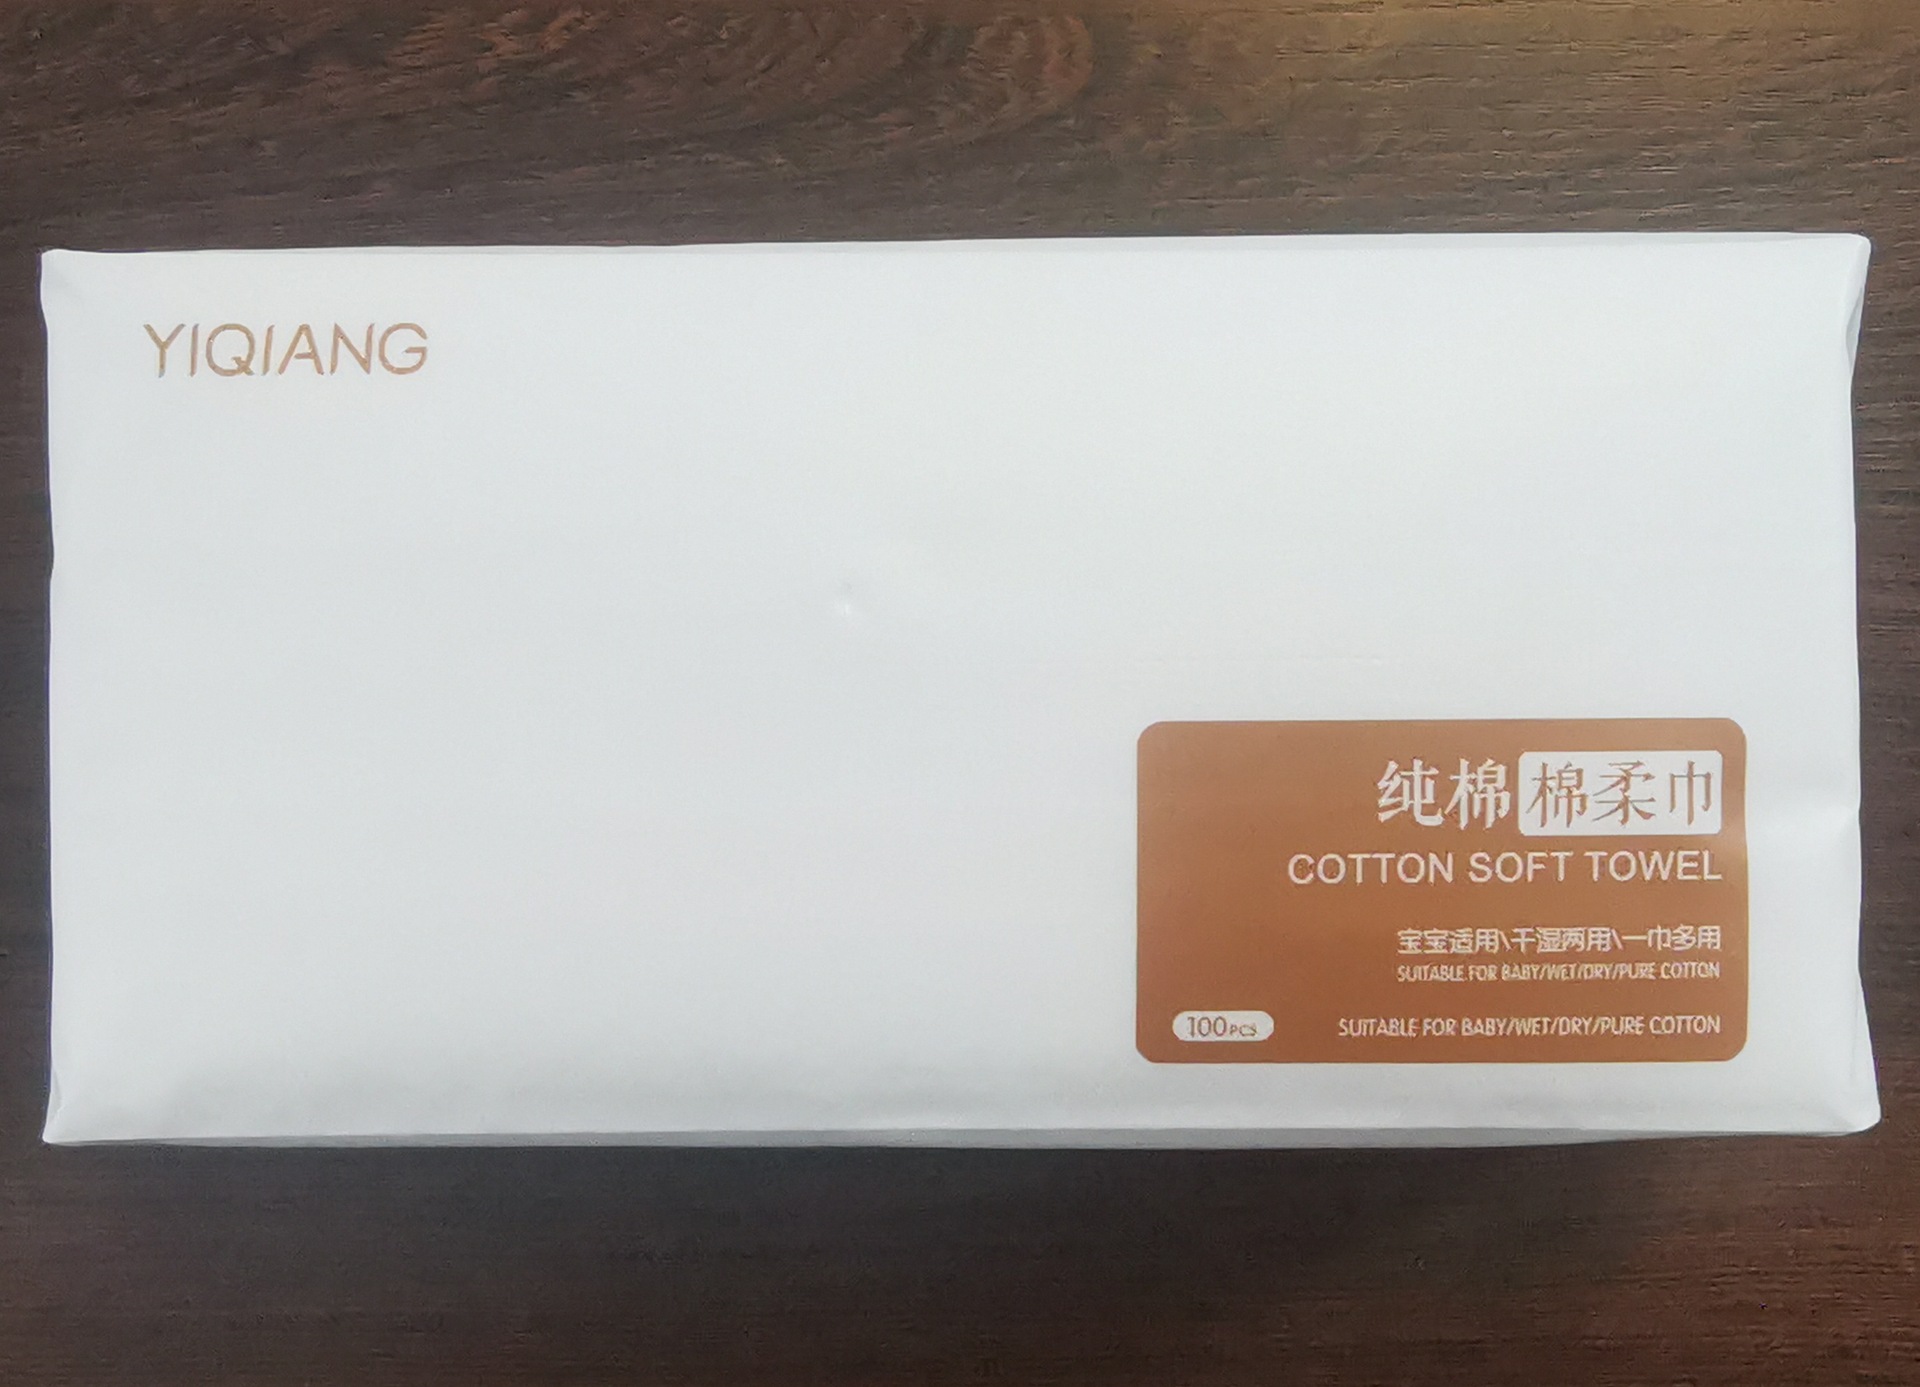 YIQIANG
纯棉 棉柔巾
COTTON SOFT TOWEL
宝宝适用\干湿两用\一巾多用
SUITABLE FOR BABY/WET/DRY/PURE COTTON
100PCS SUITABLE FOR BABY/WET/DRY/PURE COTTON